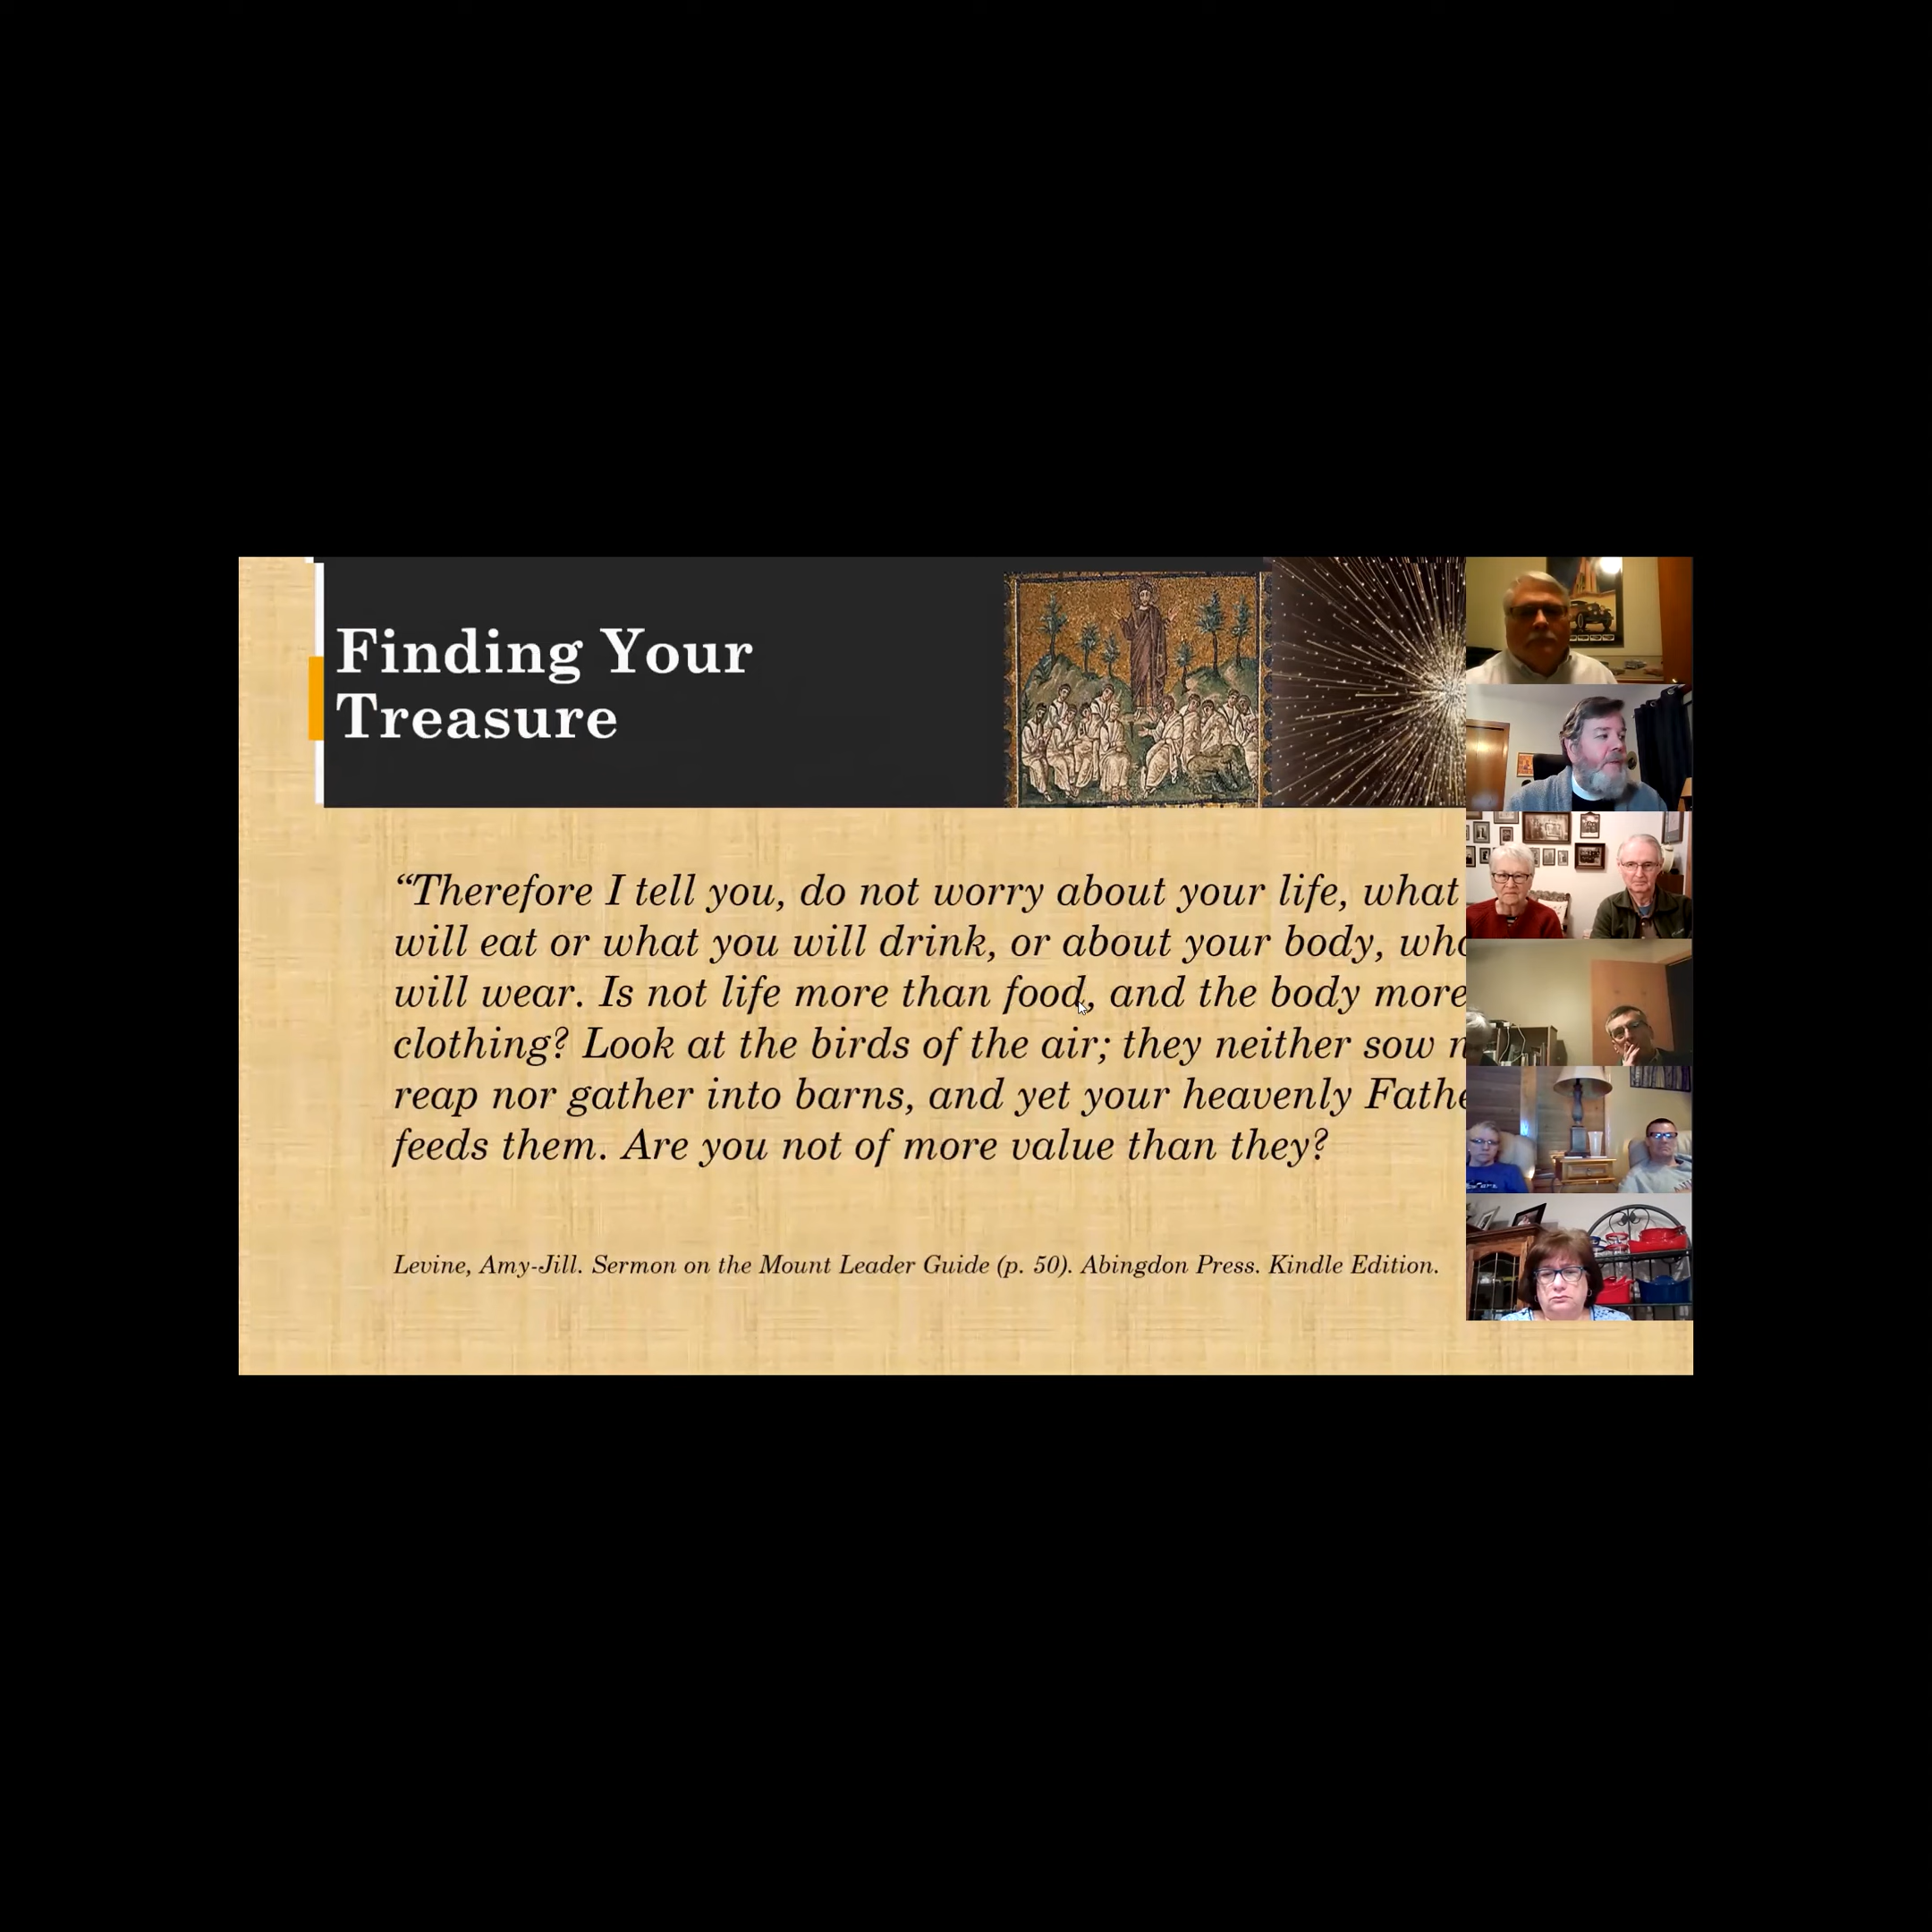 Finding Your
Treasure
“Therefore I tell you, do not worry about your life, what
will eat or what you will drink, or about your body,
will wear. Is not life more than food, and the body more
clothing? Look at the birds of the air; they neither sow
reap nor gather into barns, and yet your heavenly
feeds them. Are you not of more value than they?
Levine, Amy-Jill. Sermon on the Mount Leader Guide (p. 50). Abingdon Press. Kindle Edition.